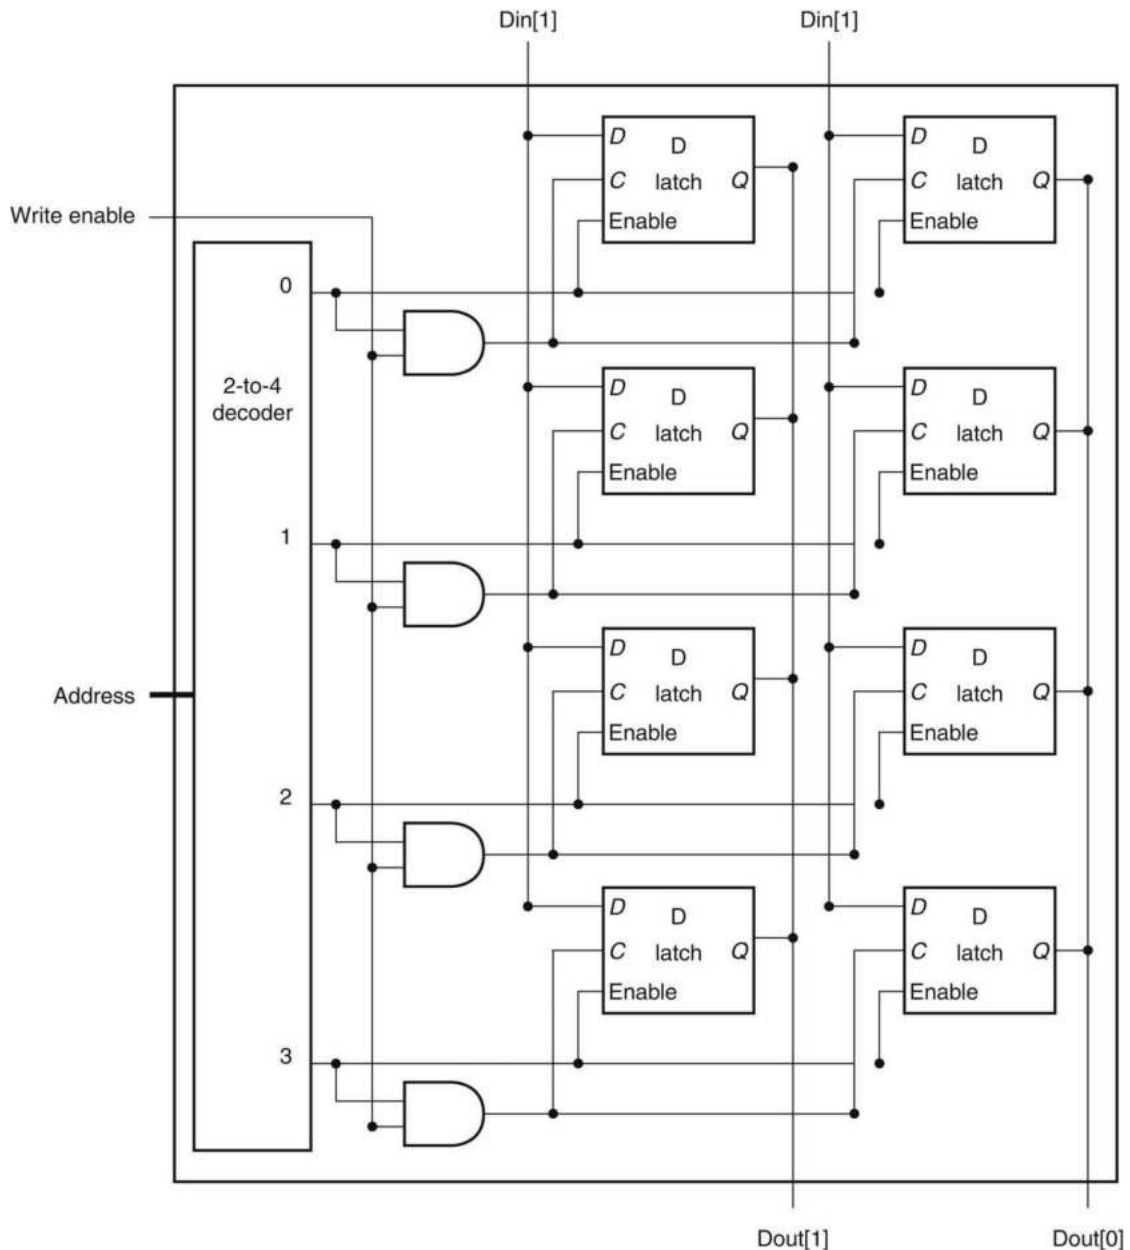 Din[1] Din[1]
D D
D D
C latch Q C latch Q
Write enable
Enable Enable
0
2-to-4
decoder
D D
D D
C latch Q C latch Q
Enable Enable
1
D D
D D
C latch Q C latch Q
Address
Enable Enable
2
D D
D D
C latch Q C latch Q
Enable Enable
3
Dout[1] Dout[0]